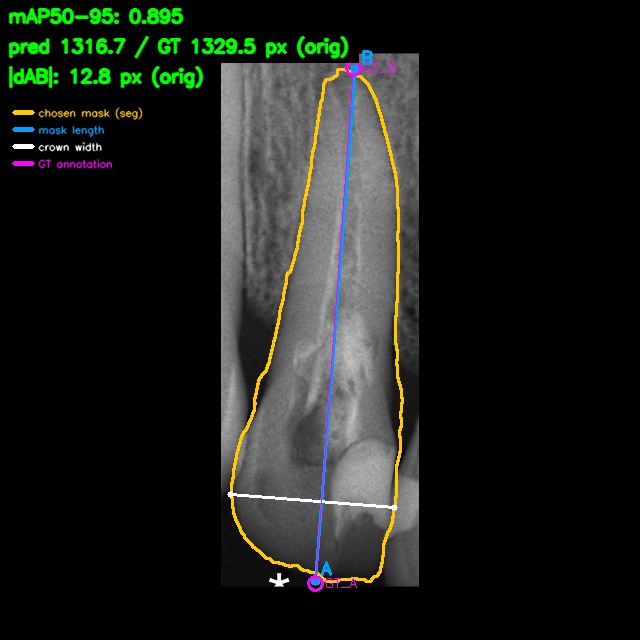 mAP50-95: 0.895
pred 1316.7 / GT 1329.5 px (orig)
|dAB|: 12.8 px (orig)
chosen mask (seg)
mask length
crown width
GT annotation
B
GT_B
A
GT_A